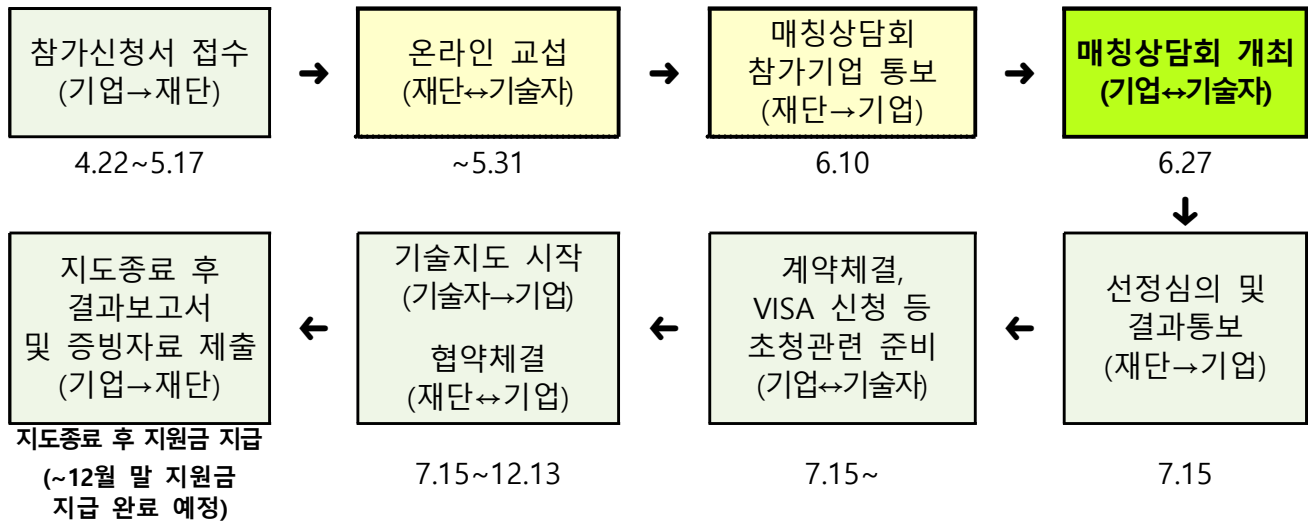 참가신청서 접수
(기업→재단)
➜
온라인 교섭
(재단↔기술자)
➜
매칭상담회
참가기업 통보
(재단→기업)
➜
매칭상담회 개최
(기업↔기술자)
4.22~5.17
~5.31
6.10
6.27
➜
선정심의 및
결과통보
(재단→기업)
7.15
←
계약체결,
VISA 신청 등
초청관련 준비
(기업↔기술자)
7.15~
←
기술지도 시작
(기술자→기업)
협약체결
(재단↔기업)
7.15~12.13
←
지도종료 후
결과보고서
및 증빙자료 제출
(기업→재단)
지도종료 후 지원금 지급
(~12월 말 지원금
지급 완료 예정)